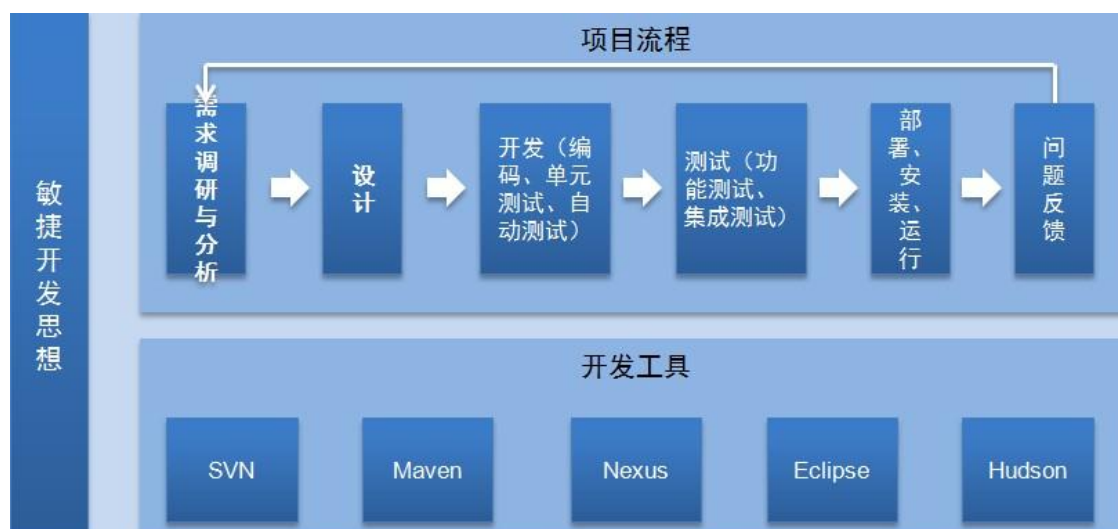 敏捷开发思想
项目流程
需求调研与分析
设计
开发（编
码、单元
测试、自
动测试）
测试（功
能测试、
集成测试）
部署、安装、运行
问题反馈
开发工具
SVN
Maven
Nexus
Eclipse
Hudson